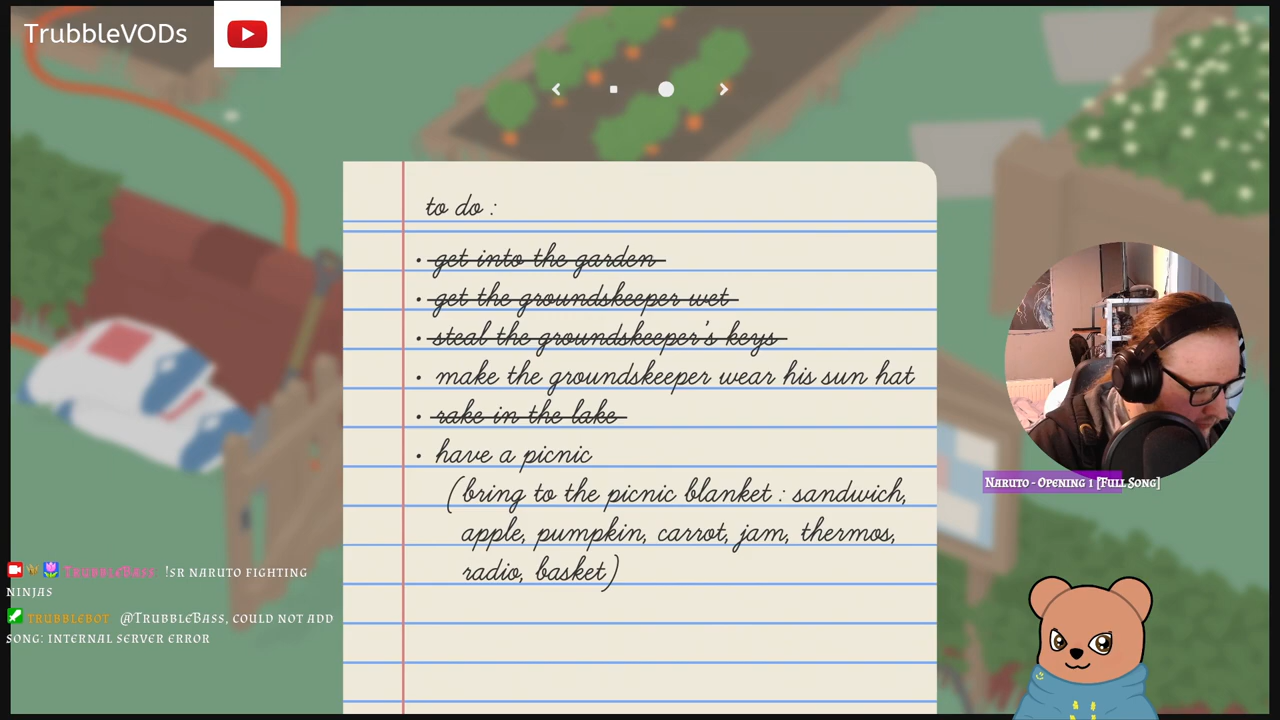 TrubbleVODs
to do :
• get into the garden
• get the groundskeeper wet
• steal the groundskeeper's keys
• make the groundskeeper wear his sun hat
• rake in the lake
• have a picnic
(bring to the picnic blanket : sandwich,
apple, pumpkin, carrot, jam, thermos,
radio, basket)
Naruto - Opening 1 [Full Song]
TrubbleBass !sr naruto fighting
ninjas
trubblebot @TrubbleBass, could not add
song: internal server error